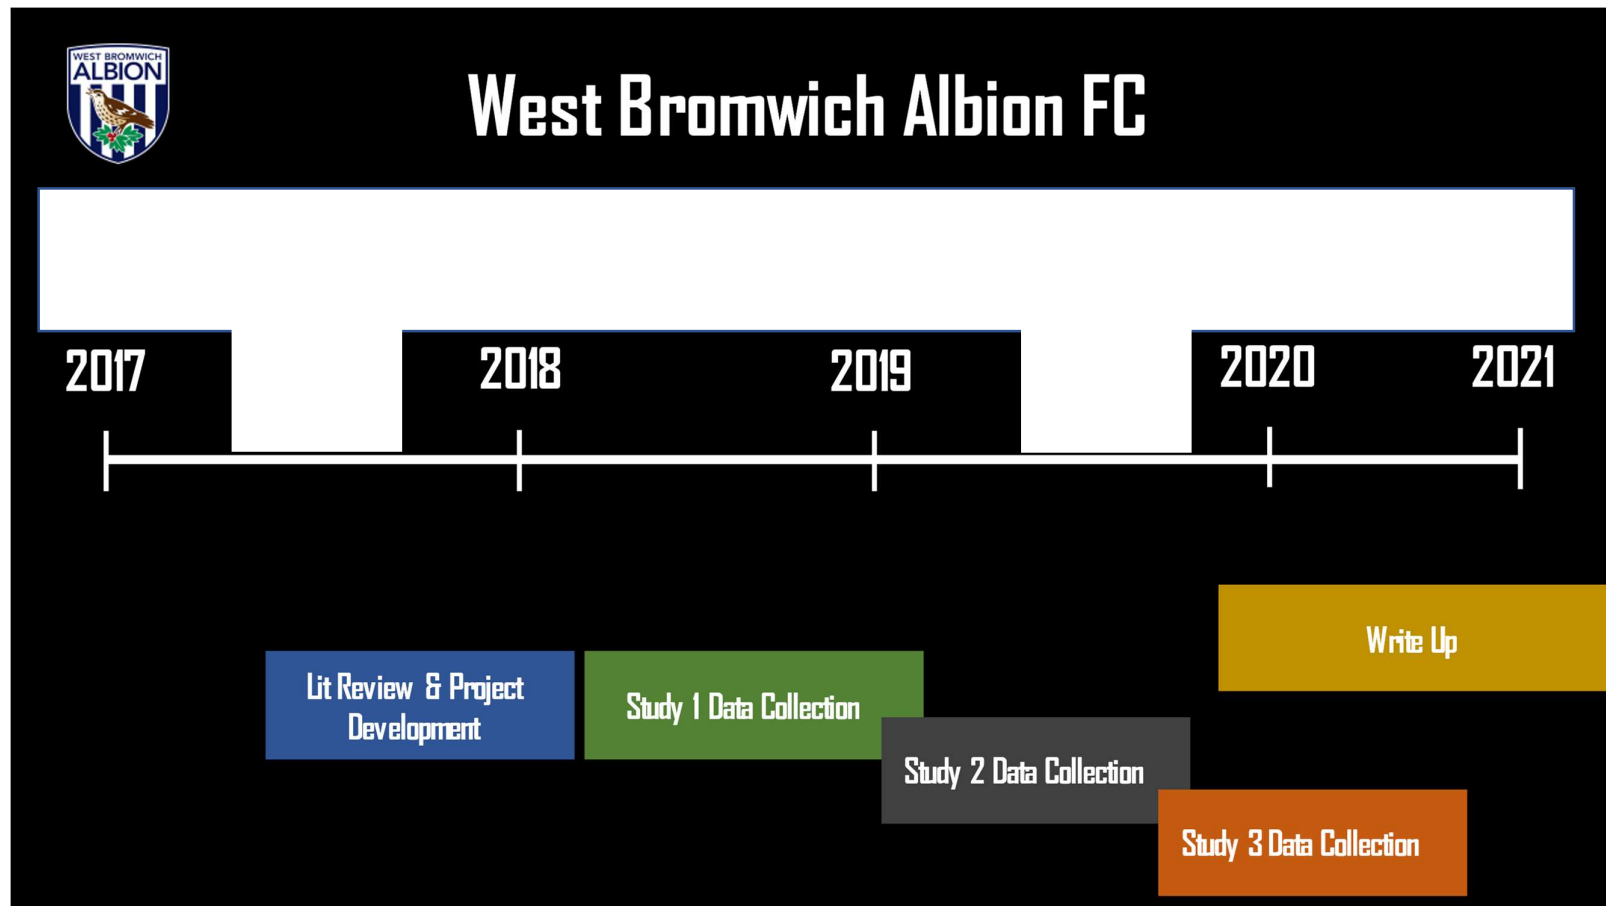 WEST BROMWICH
ALBION
West Bromwich Albion FC
2017
2018
2019
2020
2021
Write Up
Lit Review & Project
Development
Study 1 Data Collection
Study 2 Data Collection
Study 3 Data Collection